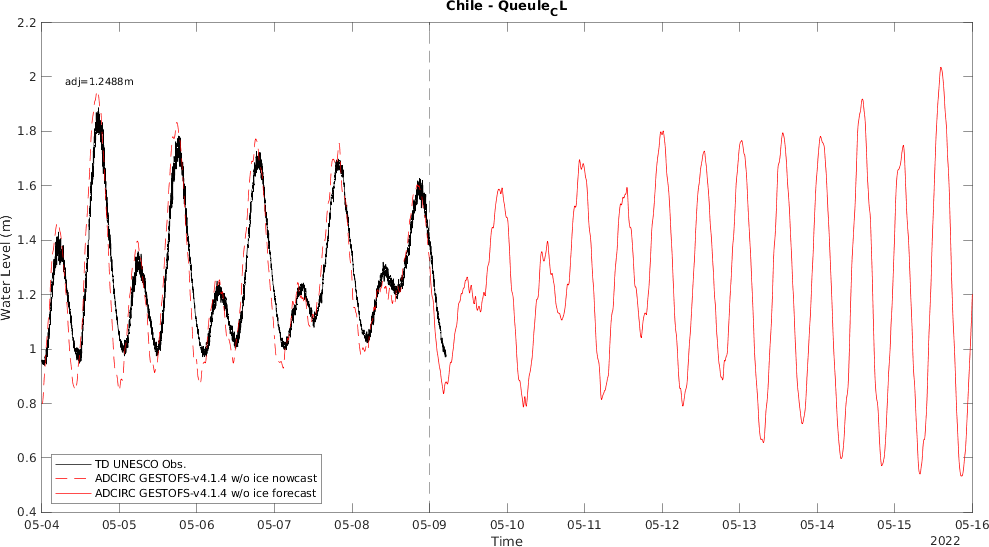 Chile - Queule_CL
2.2
2
1.8
1.6
1.4
1.2
1
0.8
0.6
0.4
Water Level (m)
adj=1.2488m
TD UNESCO Obs.
ADCIRC GESTOFS-v4.1.4 w/o ice nowcast
ADCIRC GESTOFS-v4.1.4 w/o ice forecast
05-04 05-05 05-06 05-07 05-08 05-09 05-10 05-11 05-12 05-13 05-14 05-15 05-16
Time
2022